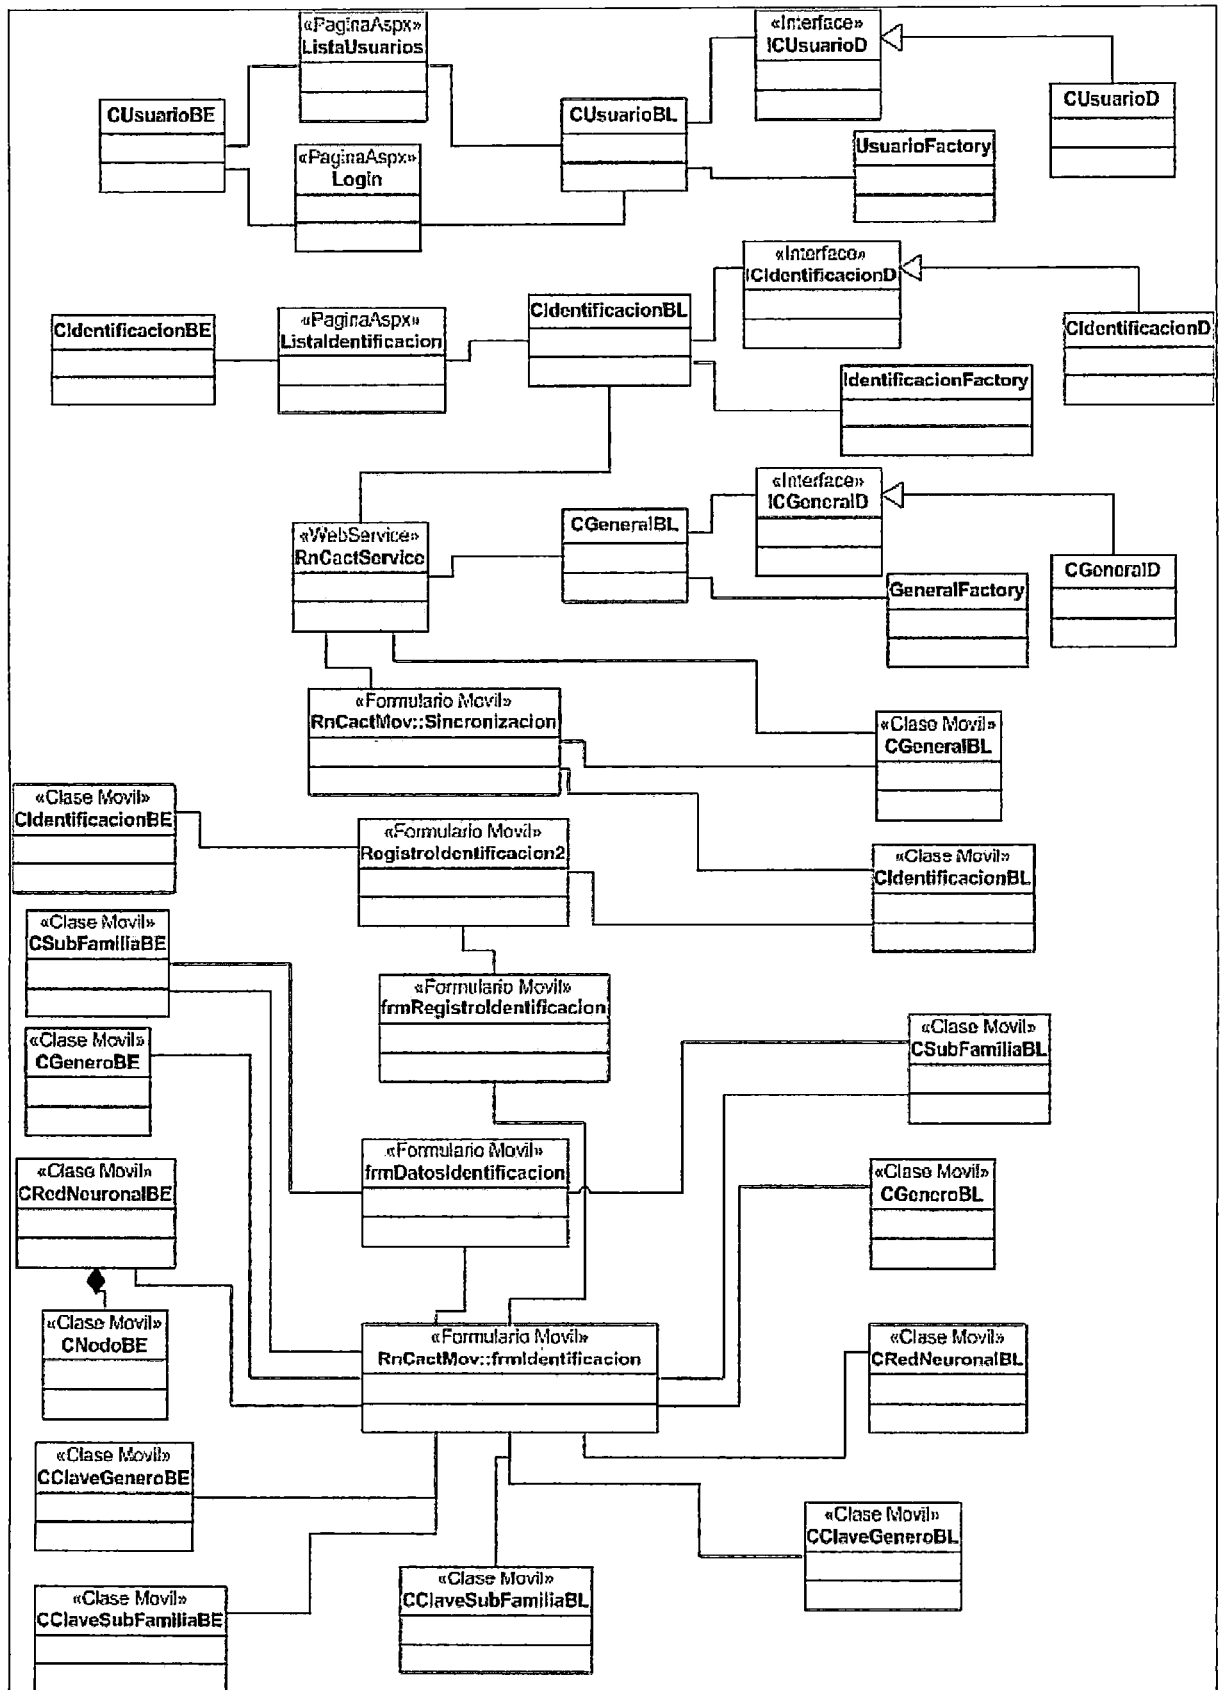 «PaginaAspx»
ListaUsuarios
«Interface»
ICUsuarioD
CUsuarioD
CUsuarioBE
CUsuarioBL
UsuarioFactory
«PaginaAspx»
Login
«Interface»
ICIdentificacionD
CIdentificacionBE
«PaginaAspx»
ListaIdentificacion
CIdentificacionBL
CIdentificacionD
IdentificacionFactory
«Interface»
ICGeneralD
«WebService»
RnCactService
CGeneralBL
CGeneralD
GeneralFactory
«Formulario Movil»
RnCactMov::Sincronizacion
«Clase Movil»
CGeneralBL
«Clase Movil»
CIdentificacionBE
«Formulario Movil»
RegistroIdentificacion2
«Clase Movil»
CIdentificacionBL
«Clase Movil»
CSubFamiliaBE
«Formulario Movil»
frmRegistroIdentificacion
«Clase Movil»
CSubFamiliaBL
«Clase Movil»
CGeneroBE
«Formulario Movil»
frmDatosIdentificacion
«Clase Movil»
CRedNeuronalBE
«Clase Movil»
CGeneroBL
«Clase Movil»
CNodoBE
«Formulario Movil»
RnCactMov::frmIdentificacion
«Clase Movil»
CRedNeuronalBL
«Clase Movil»
CClaveGeneroBE
«Clase Movil»
CClaveGeneroBL
«Clase Movil»
CClaveSubFamiliaBE
«Clase Movil»
CClaveSubFamiliaBL